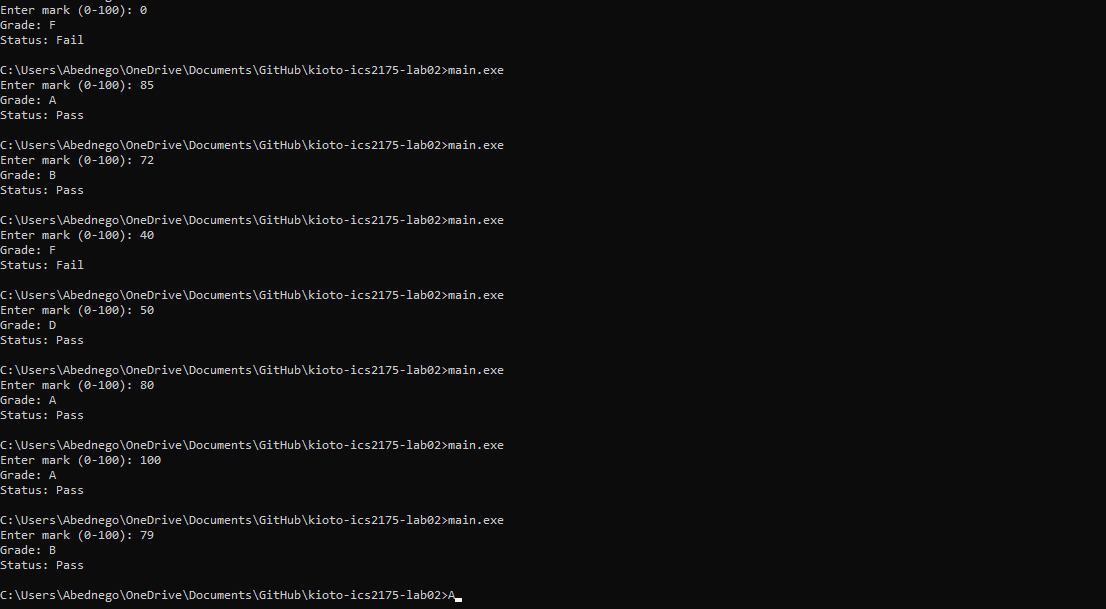 Enter mark (0-100): 0
Grade: F
Status: Fail
C:\Users\Abednego\OneDrive\Documents\GitHub\kioto-ics2175-lab02>main.exe
Enter mark (0-100): 85
Grade: A
Status: Pass
C:\Users\Abednego\OneDrive\Documents\GitHub\kioto-ics2175-lab02>main.exe
Enter mark (0-100): 72
Grade: B
Status: Pass
C:\Users\Abednego\OneDrive\Documents\GitHub\kioto-ics2175-lab02>main.exe
Enter mark (0-100): 40
Grade: F
Status: Fail
C:\Users\Abednego\OneDrive\Documents\GitHub\kioto-ics2175-lab02>main.exe
Enter mark (0-100): 50
Grade: D
Status: Pass
C:\Users\Abednego\OneDrive\Documents\GitHub\kioto-ics2175-lab02>main.exe
Enter mark (0-100): 80
Grade: A
Status: Pass
C:\Users\Abednego\OneDrive\Documents\GitHub\kioto-ics2175-lab02>main.exe
Enter mark (0-100): 100
Grade: A
Status: Pass
C:\Users\Abednego\OneDrive\Documents\GitHub\kioto-ics2175-lab02>main.exe
Enter mark (0-100): 79
Grade: B
Status: Pass
C:\Users\Abednego\OneDrive\Documents\GitHub\kioto-ics2175-lab02>A